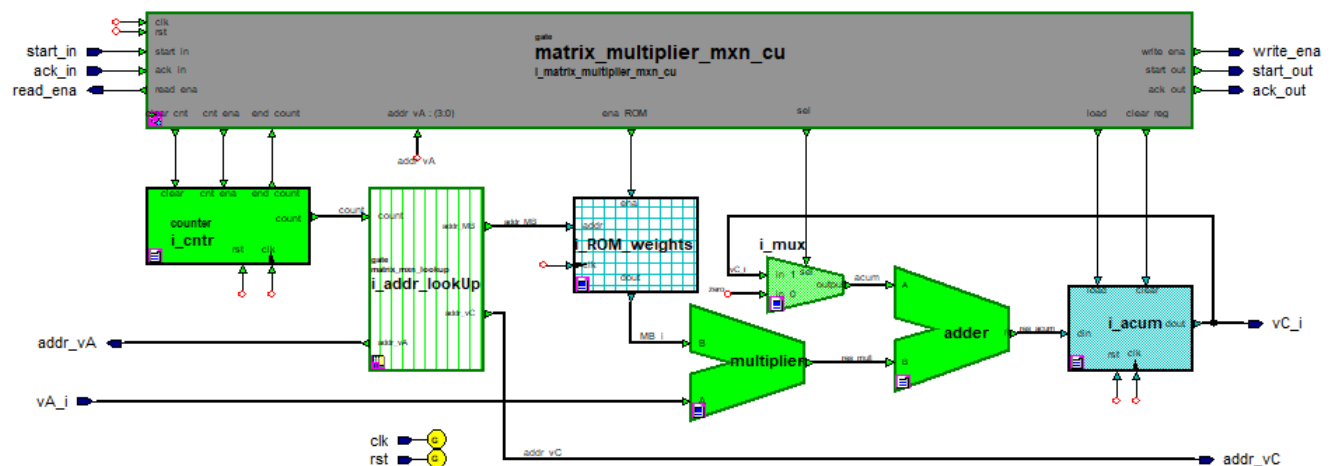 clk
rst
start_in
start in
gate
matrix_multiplier_mxn_cu
i_matrix_multiplier_mxn_cu
write ena
write_ena
ack_in
ack in
start out
start_out
read_ena
read ena
ack out
ack_out
clear cnt
cnt ena
end count
addr vA : (3:0)
ena ROM
sel
load
clear reg
addr vA
clear
cnt ena
end count
counter
i_cntr
count
count
count
rst
clk
gate
matrix_mxn_lookup
i_addr_lookUp
addr_MB
addr_MB
addr_vC
addr_vA
ena
addr
i_ROM_weights
clk
dout
i_mux
sel
vC_i
in 1
zero
in 0
output
acum
MB_i
B
multiplier
A
res_mult
A
adder
B
res_acum
load
clear
i_acum
din
dout
rst
clk
vC_i
addr_vA
vA_i
clk
G
rst
G
addr_vC
addr_vC